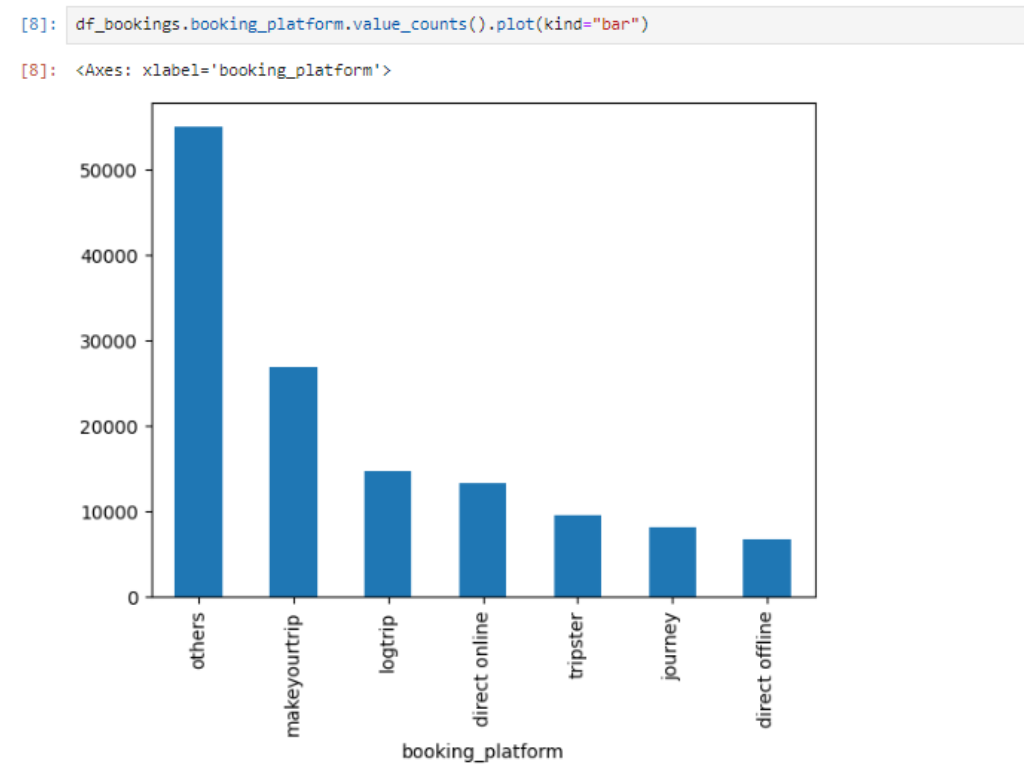 [8]: df_bookings.booking_platform.value_counts().plot(kind="bar")
[8]: <Axes: xlabel='booking_platform'>
50000
40000
30000
20000
10000
0
others
makeyourtrip
logtrip
direct online
tripster
journey
direct offline
booking_platform